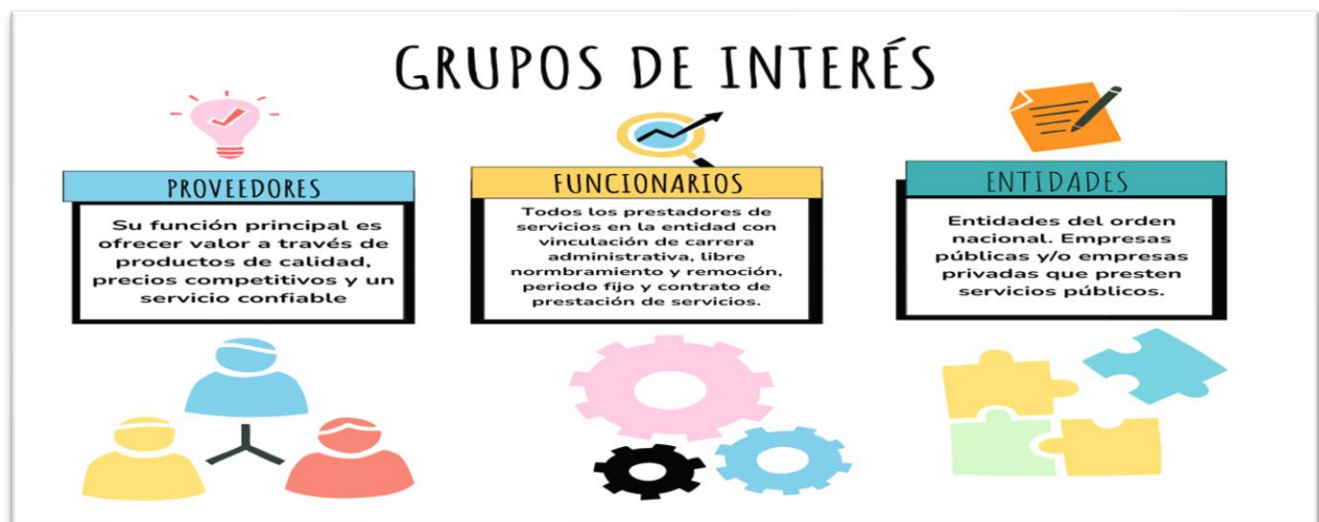 GRUPOS DE INTERÉS
PROVEEDORES
Su función principal es
ofrecer valor a través de
productos de calidad,
precios competitivos y un
servicio confiable
FUNCIONARIOS
Todos los prestadores de
servicios en la entidad con
vinculación de carrera
administrativa, libre
normbramiento y remoción,
periodo fijo y contrato de
prestación de servicios.
ENTIDADES
Entidades del orden
nacional. Empresas
públicas y/o empresas
privadas que presten
servicios públicos.